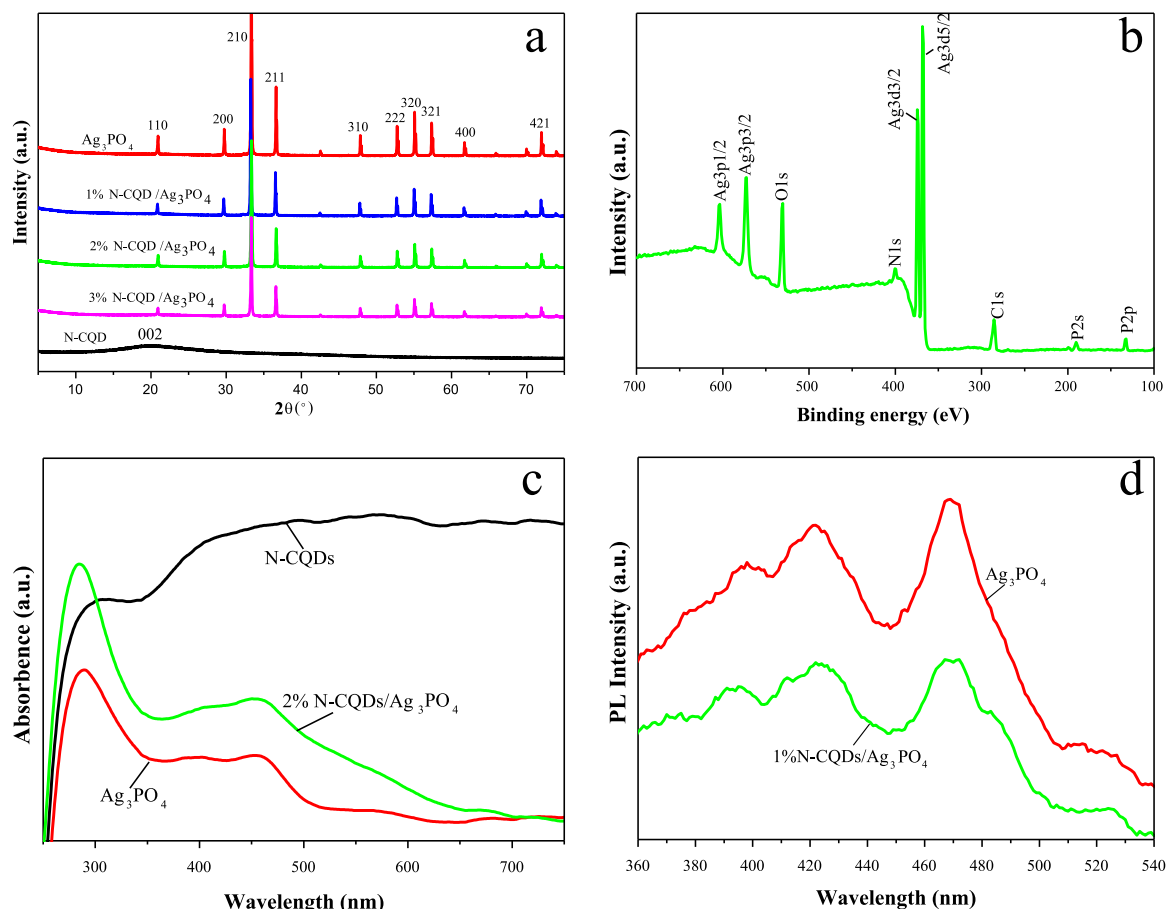 a
210
211
110
200
310
222
320
321
400
421
Ag3PO4
1% N-CQD /Ag3PO4
2% N-CQD /Ag3PO4
3% N-CQD /Ag3PO4
N-CQD
002
Intensity (a.u.)
10 20 30 40 50 60 70
2θ(°)
b
Ag3p1/2
Ag3p3/2
O1s
N1s
Ag3d3/2
Ag3d5/2
C1s
P2s
P2p
Intensity (a.u.)
700 600 500 400 300 200 100
Binding energy (eV)
c
N-CQDs
2% N-CQDs/Ag3PO4
Ag3PO4
Absorbence (a.u.)
300 400 500 600 700
Wavelength (nm)
d
Ag3PO4
1%N-CQDs/Ag3PO4
PL Intensity (a.u.)
360 380 400 420 440 460 480 500 520 540
Wavelength (nm)